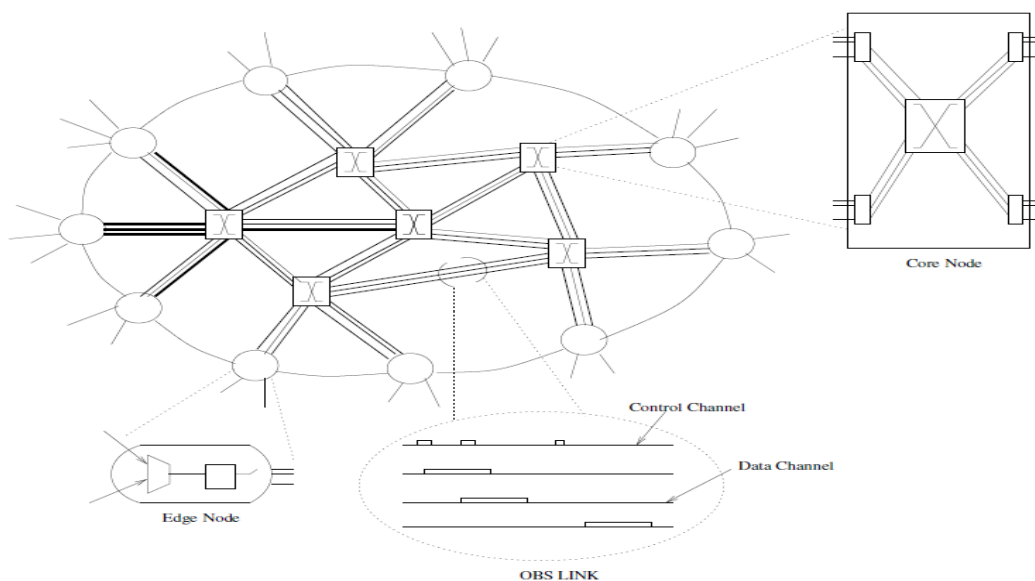 Core Node
Control Channel
Data Channel
Edge Node
OBS LINK